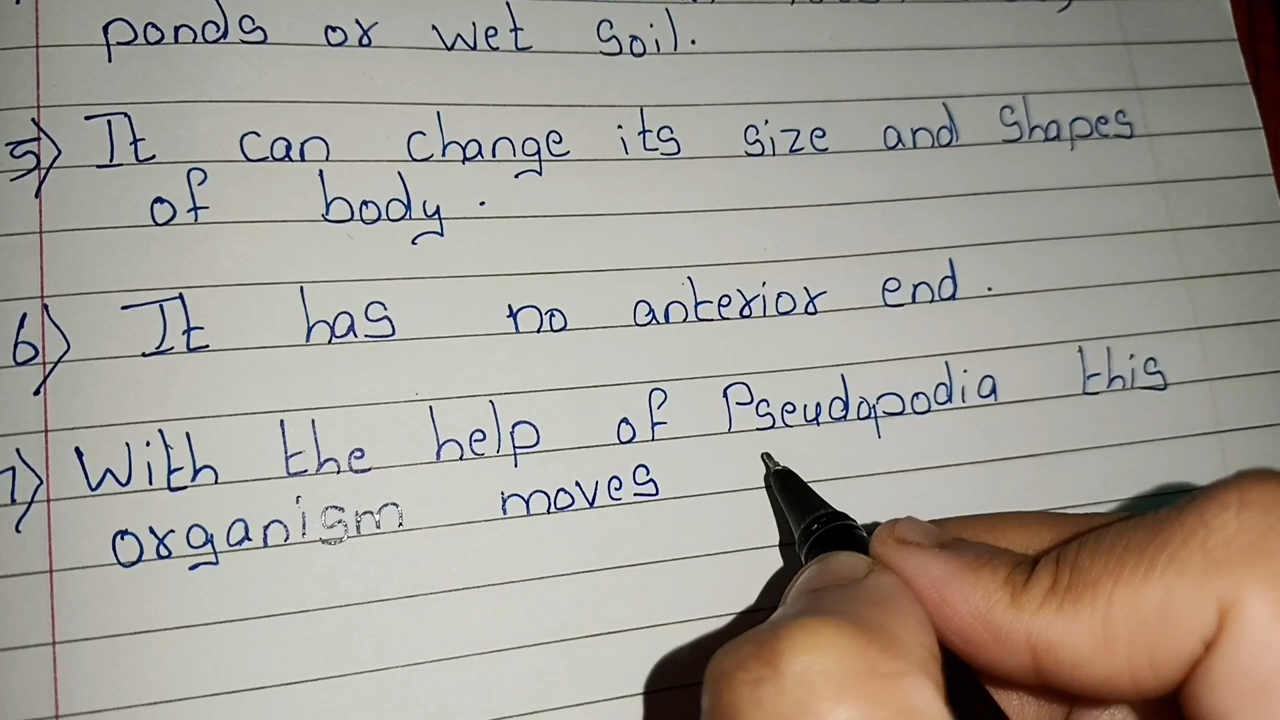 ponds or wet soil.
5) It can change its size and shapes
of body.
6) It has no anterior end.
7) With the help of Pseudopodia this
organism moves